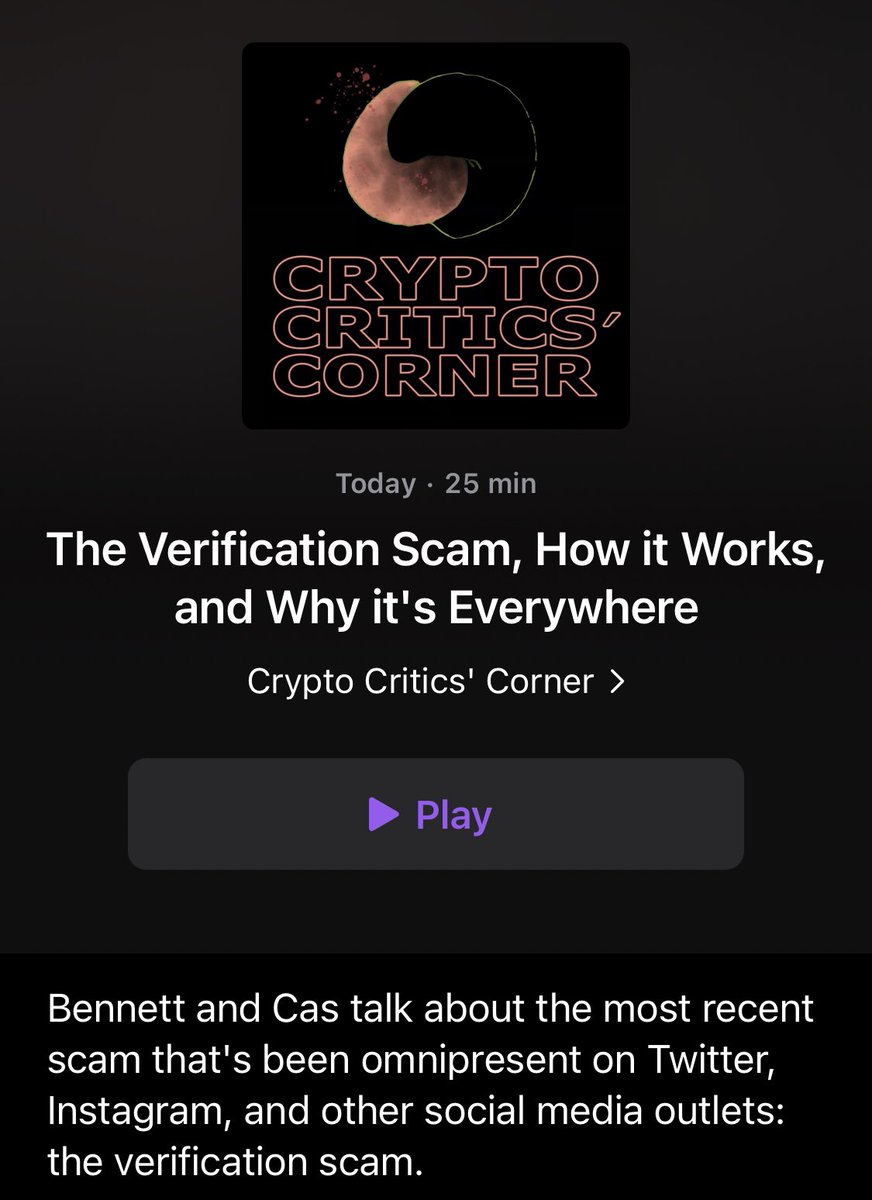 CRYPTO
CRITICS’
CORNER
Today · 25 min
The Verification Scam, How it Works,
and Why it's Everywhere
Crypto Critics' Corner
Play
Bennett and Cas talk about the most recent
scam that's been omnipresent on Twitter,
Instagram, and other social media outlets:
the verification scam.